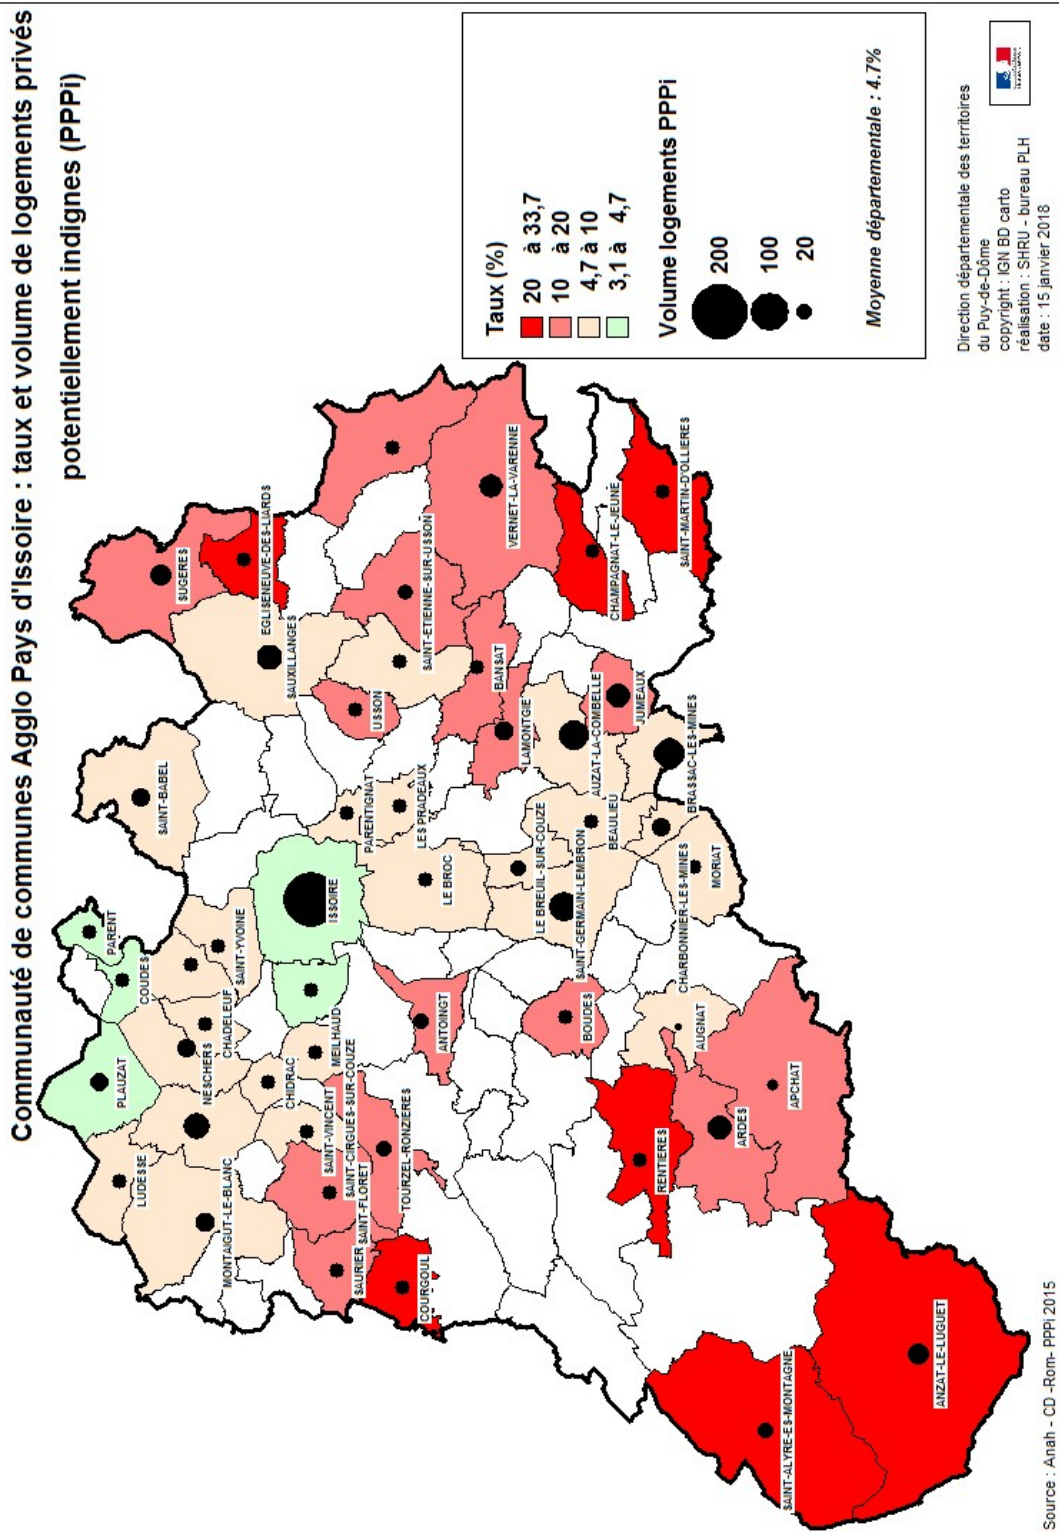 Communauté de communes Agglo Pays d'Issoire : taux et volume de logements privés
potentiellement indignes (PPPi)
Taux (%)
20 à 33,7
10 à 20
4,7 à 10
3,1 à 4,7
Volume logements PPPi
200
100
20
Moyenne départementale : 4.7%
Direction départementale des territoires
du Puy-de-Dôme
copyright : IGN BD carto
réalisation : SHRU - bureau PLH
date : 15 janvier 2018
PARENT
COUDES
PLAUZAT
SAINT-BABEL
SUGERES
EGLISENEUVE-DES-LIARDS
SAUXILLANGES
LUDESSE
NESCHERS
CHADELEUF
SAINT-YVOINE
MONTAIGUT-LE-BLANC
CHIDRAC
MEILHAUD
ISSOIRE
PARENTIGNAT
USSON
SAINT-ETIENNE-SUR-USSON
SAINT-VINCENT
SAINT-CIRGUES-SUR-COUZE
SAINT-FLORET
SAURIER
TOURZEL-RONZIERES
COURGOUL
ANTOINGT
LE BROC
LES PRADEAUX
BANSAT
LAMONTGIE
VERNET-LA-VARENNE
LE BREUIL-SUR-COUZE
SAINT-GERMAIN-LEMBRON
BOUDES
BEAULIEU
AUZAT-LA-COMBELLE
JUMEAUX
CHAMPAGNAT-LE-JEUNE
SAINT-MARTIN-D'OLLIERES
BRASSAC-LES-MINES
CHARBONNIER-LES-MINES
MORIAT
AUGNAT
RENTIERES
ARDES
APCHAT
SAINT-ALYRE-ES-MONTAGNE
ANZAT-LE-LUGUET
Source : Anah - CD -Rom- PPPi 2015